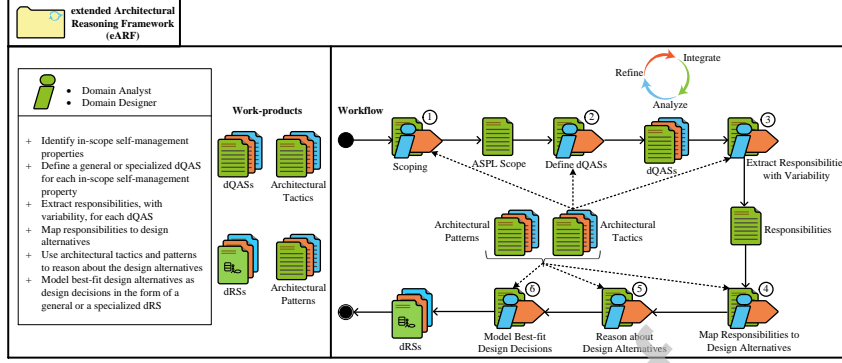 extended Architectural
Reasoning Framework
(eARF)
• Domain Analyst
• Domain Designer
+ Identify in-scope self-management
properties
+ Define a general or specialized dQAS
for each in-scope self-management
property
+ Extract responsibilities, with
variability, for each dQAS
+ Map responsibilities to design
alternatives
+ Use architectural tactics and patterns
to reason about the design alternatives
+ Model best-fit design alternatives as
design decisions in the form of a
general or a specialized dRS
Work-products
dQASs
Architectural
Tactics
dRSs
Architectural
Patterns
Workflow
Integrate
Refine
Analyze
1
Scoping
ASPL Scope
2
Define dQASs
dQASs
3
Extract Responsibilities
with Variability
Architectural
Patterns
Architectural
Tactics
Responsibilities
4
Map Responsibilities to
Design Alternatives
5
Reason about
Design Alternatives
6
Model Best-fit
Design Decisions
dRSs